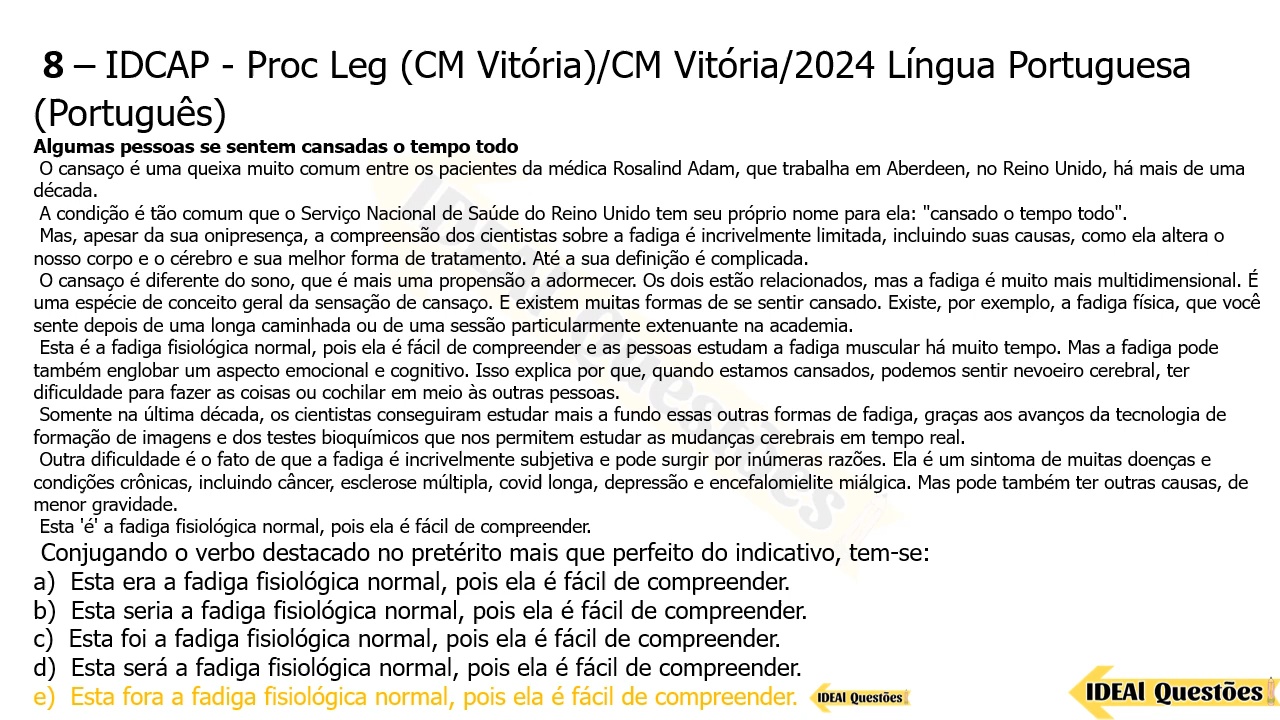 8 – IDCAP - Proc Leg (CM Vitória)/CM Vitória/2024 Língua Portuguesa
(Português)
Algumas pessoas se sentem cansadas o tempo todo
O cansaço é uma queixa muito comum entre os pacientes da médica Rosalind Adam, que trabalha em Aberdeen, no Reino Unido, há mais de uma
década.
A condição é tão comum que o Serviço Nacional de Saúde do Reino Unido tem seu próprio nome para ela: "cansado o tempo todo".
Mas, apesar da sua onipresença, a compreensão dos cientistas sobre a fadiga é incrivelmente limitada, incluindo suas causas, como ela altera o
nosso corpo e o cérebro e sua melhor forma de tratamento. Até a sua definição é complicada.
O cansaço é diferente do sono, que é mais uma propensão a adormecer. Os dois estão relacionados, mas a fadiga é muito mais multidimensional. É
uma espécie de conceito geral da sensação de cansaço. E existem muitas formas de se sentir cansado. Existe, por exemplo, a fadiga física, que você
sente depois de uma longa caminhada ou de uma sessão particularmente extenuante na academia.
Esta é a fadiga fisiológica normal, pois ela é fácil de compreender e as pessoas estudam a fadiga muscular há muito tempo. Mas a fadiga pode
também englobar um aspecto emocional e cognitivo. Isso explica por que, quando estamos cansados, podemos sentir nevoeiro cerebral, ter
dificuldade para fazer as coisas ou cochilar em meio às outras pessoas.
Somente na última década, os cientistas conseguiram estudar mais a fundo essas outras formas de fadiga, graças aos avanços da tecnologia de
formação de imagens e dos testes bioquímicos que nos permitem estudar as mudanças cerebrais em tempo real.
Outra dificuldade é o fato de que a fadiga é incrivelmente subjetiva e pode surgir por inúmeras razões. Ela é um sintoma de muitas doenças e
condições crônicas, incluindo câncer, esclerose múltipla, covid longa, depressão e encefalomielite miálgica. Mas pode também ter outras causas, de
menor gravidade.
Esta 'é' a fadiga fisiológica normal, pois ela é fácil de compreender.
Conjugando o verbo destacado no pretérito mais que perfeito do indicativo, tem-se:
a) Esta era a fadiga fisiológica normal, pois ela é fácil de compreender.
b) Esta seria a fadiga fisiológica normal, pois ela é fácil de compreender.
c) Esta foi a fadiga fisiológica normal, pois ela é fácil de compreender.
d) Esta será a fadiga fisiológica normal, pois ela é fácil de compreender.
e) Esta fora a fadiga fisiológica normal, pois ela é fácil de compreender.
IDEAl Questões
IDEAl Questões
IDEAl Questões